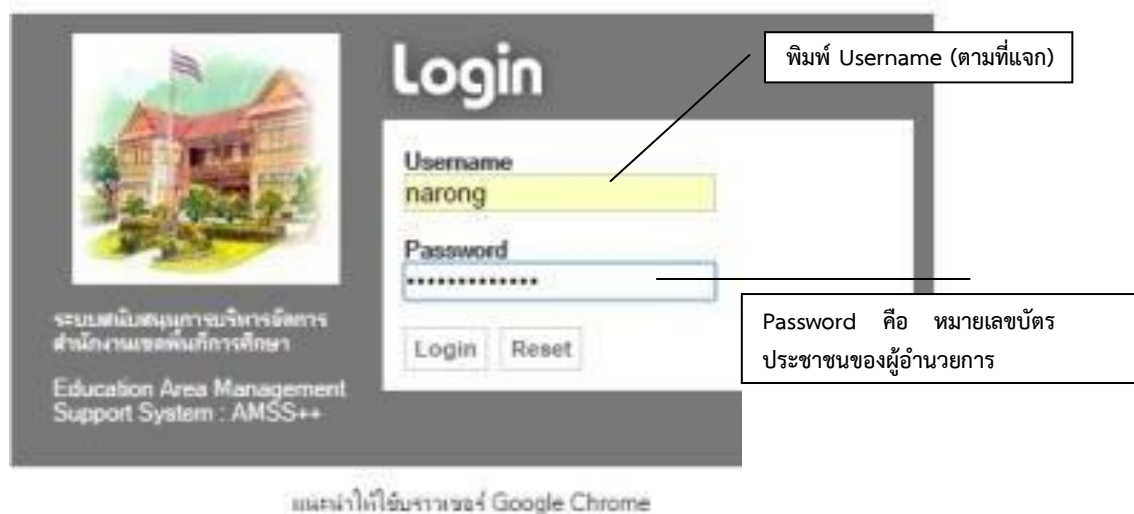 Login
พิมพ์ Username (ตามที่แจก)
Username
narong
Password
•••••••••••••
Password คือ หมายเลขบัตร
ประชาชนของผู้อำนวยการ
Login Reset
ระบบสนับสนุนการบริหารจัดการ
สำนักงานเขตพื้นที่การศึกษา
Education Area Management
Support System : AMSS++
แนะนำให้ใช้บราวเซอร์ Google Chrome